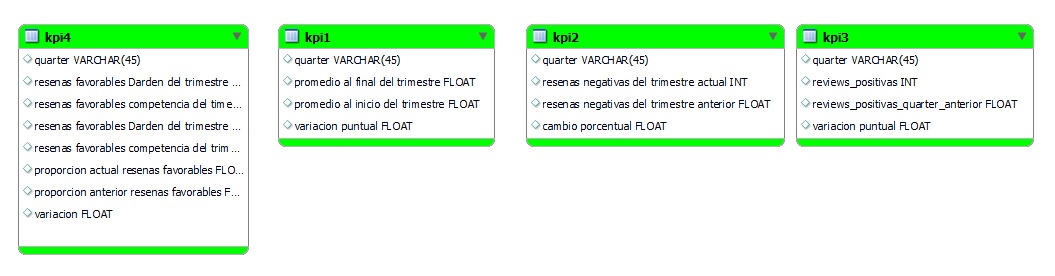 kpi4
quarter VARCHAR(45)
resenas favorables Darden del trimestre ...
resenas favorables competencia del time...
resenas favorables Darden del trimestre ...
resenas favorables competencia del trim...
proporcion actual resenas favorables FLO...
proporcion anterior resenas favorables F...
variacion FLOAT
kpi1
quarter VARCHAR(45)
promedio al final del timestre FLOAT
promedio al inicio del timestre FLOAT
variacion puntual FLOAT
kpi2
quarter VARCHAR(45)
resenas negativas del trimestre actual INT
resenas negativas del trimestre anterior FLOAT
cambio porcentual FLOAT
kpi3
quarter VARCHAR(45)
reviews_positivas INT
reviews_positivas_quarter_anterior FLOAT
variacion puntual FLOAT